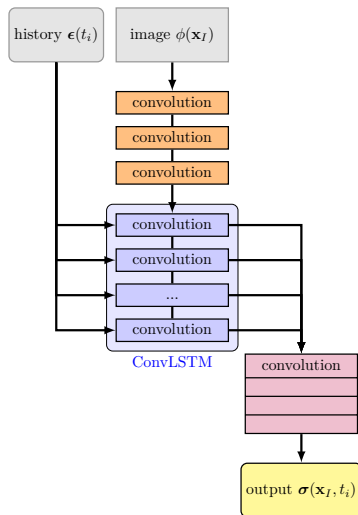 history ϵ(tᵢ)
image ϕ(x_I)
convolution
convolution
convolution
convolution
convolution
...
convolution
ConvLSTM
convolution
output σ(x_I, tᵢ)